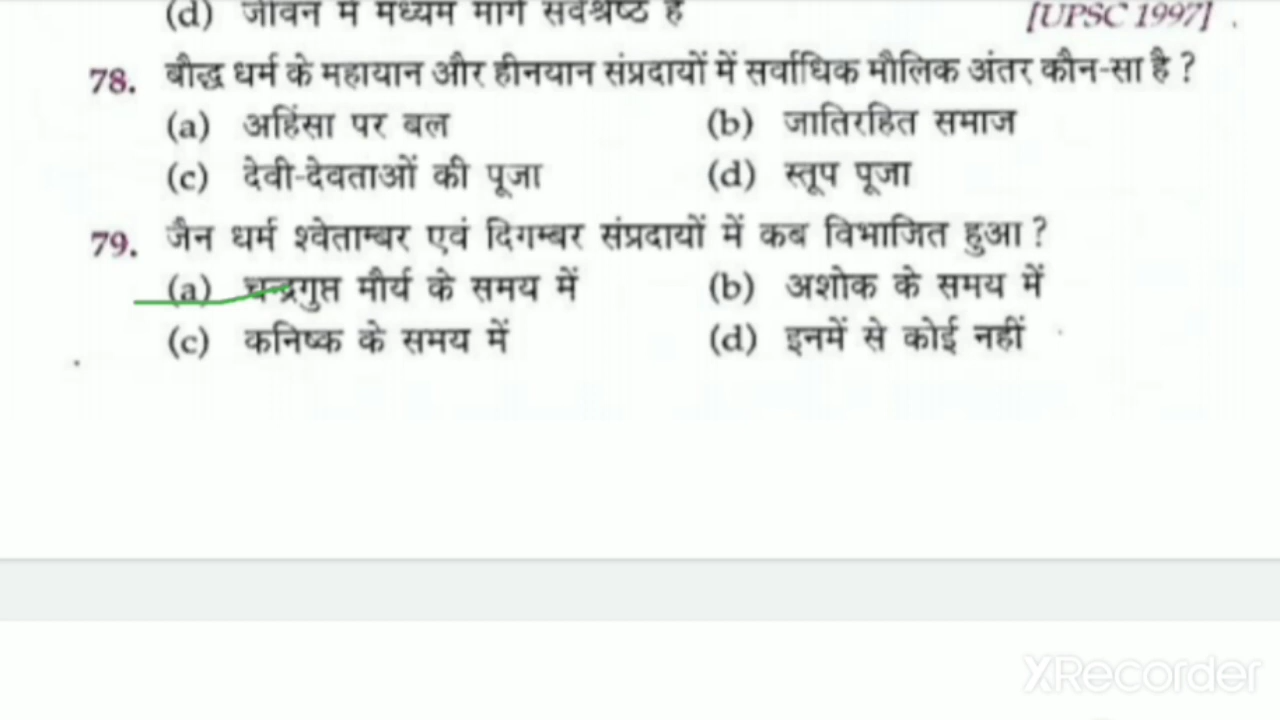 (d) जीवन में मध्यम मार्ग सर्वश्रेष्ठ है [UPSC 1997]
78. बौद्ध धर्म के महायान और हीनयान संप्रदायों में सर्वाधिक मौलिक अंतर कौन-सा है ?
(a) अहिंसा पर बल (b) जातिरहित समाज
(c) देवी-देवताओं की पूजा (d) स्तूप पूजा
79. जैन धर्म श्वेताम्बर एवं दिगम्बर संप्रदायों में कब विभाजित हुआ ?
(a) चन्द्रगुप्त मौर्य के समय में (b) अशोक के समय में
(c) कनिष्क के समय में (d) इनमें से कोई नहीं
XRecorder